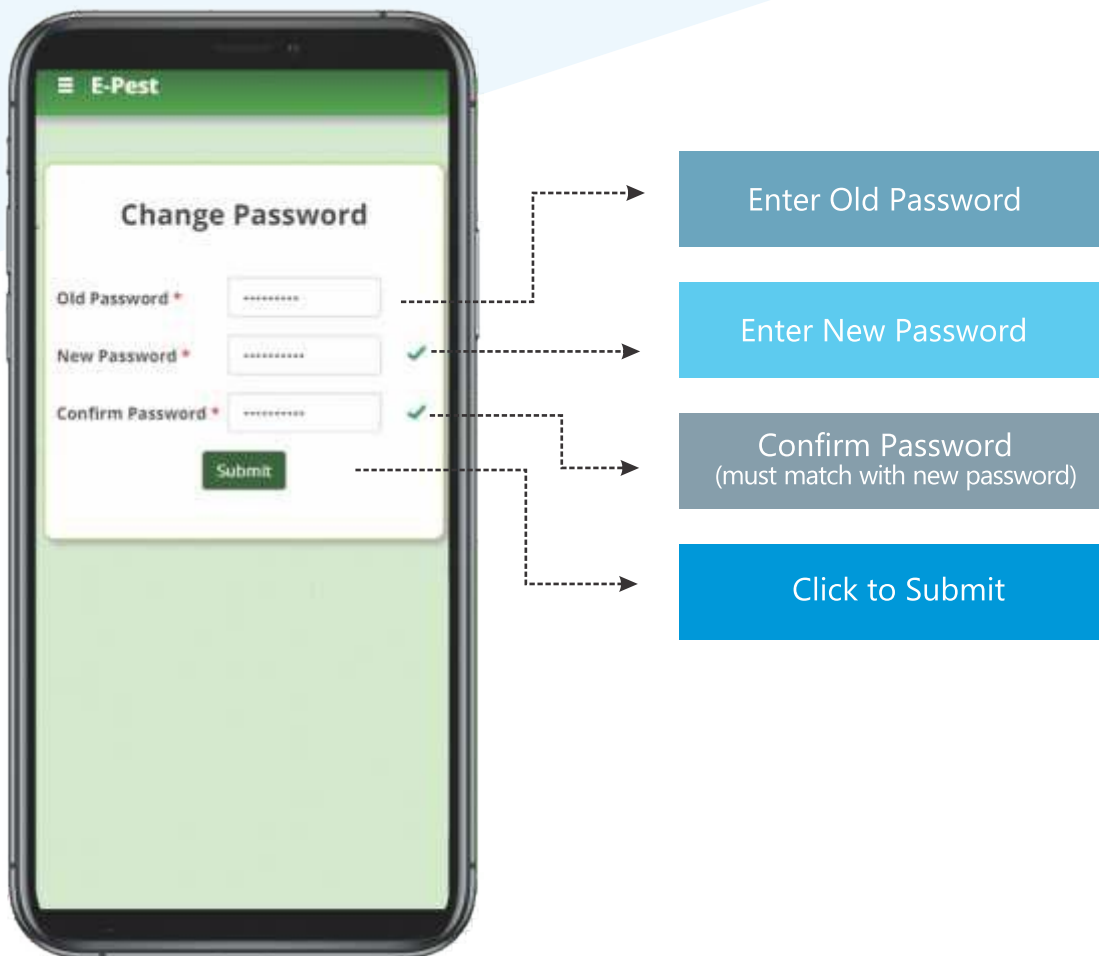 E-Pest
Change Password
Old Password * ---------
New Password * ----------
Confirm Password * ----------
Submit
Enter Old Password
Enter New Password
Confirm Password
(must match with new password)
Click to Submit